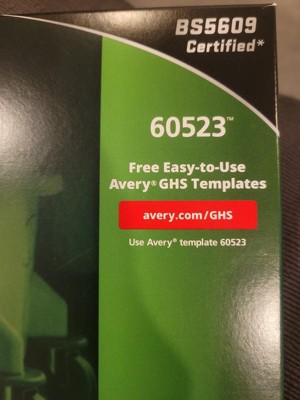 BS5609
Certified*
60523™
Free Easy-to-Use
Avery® GHS Templates
avery.com/GHS
Use Avery® template 60523